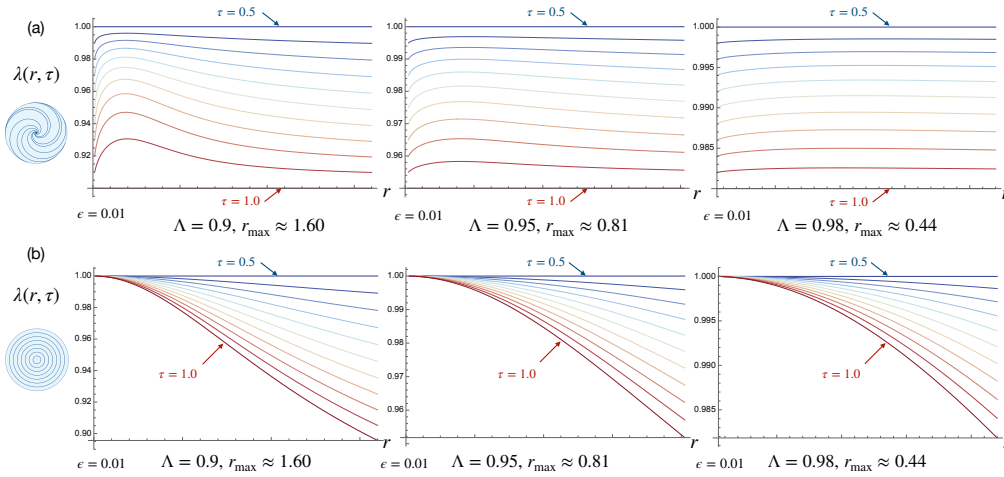 (a)
λ(r, τ)
τ = 0.5
1.00
0.98
0.96
0.94
0.92
τ = 1.0
r
ϵ = 0.01
Λ = 0.9, r_max ≈ 1.60
τ = 0.5
1.00
0.99
0.98
0.97
0.96
τ = 1.0
r
ϵ = 0.01
Λ = 0.95, r_max ≈ 0.81
τ = 0.5
1.000
0.995
0.990
0.985
τ = 1.0
r
ϵ = 0.01
Λ = 0.98, r_max ≈ 0.44
(b)
λ(r, τ)
τ = 0.5
1.00
0.98
0.96
0.94
0.92
0.90
τ = 1.0
r
ϵ = 0.01
Λ = 0.9, r_max ≈ 1.60
τ = 0.5
1.00
0.99
0.98
0.97
0.96
τ = 1.0
r
ϵ = 0.01
Λ = 0.95, r_max ≈ 0.81
τ = 0.5
1.000
0.995
0.990
0.985
τ = 1.0
r
ϵ = 0.01
Λ = 0.98, r_max ≈ 0.44